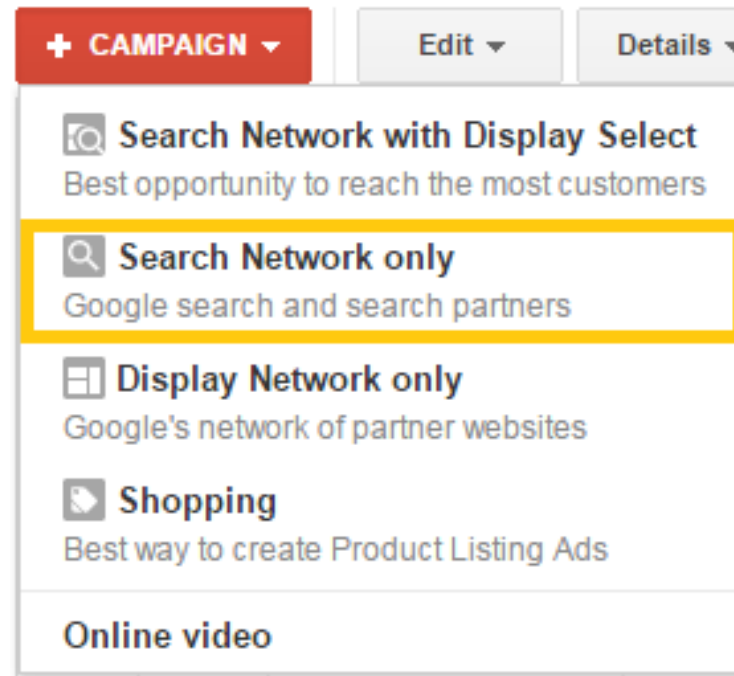 + CAMPAIGN Edit Details
Search Network with Display Select
Best opportunity to reach the most customers
Search Network only
Google search and search partners
Display Network only
Google's network of partner websites
Shopping
Best way to create Product Listing Ads
Online video